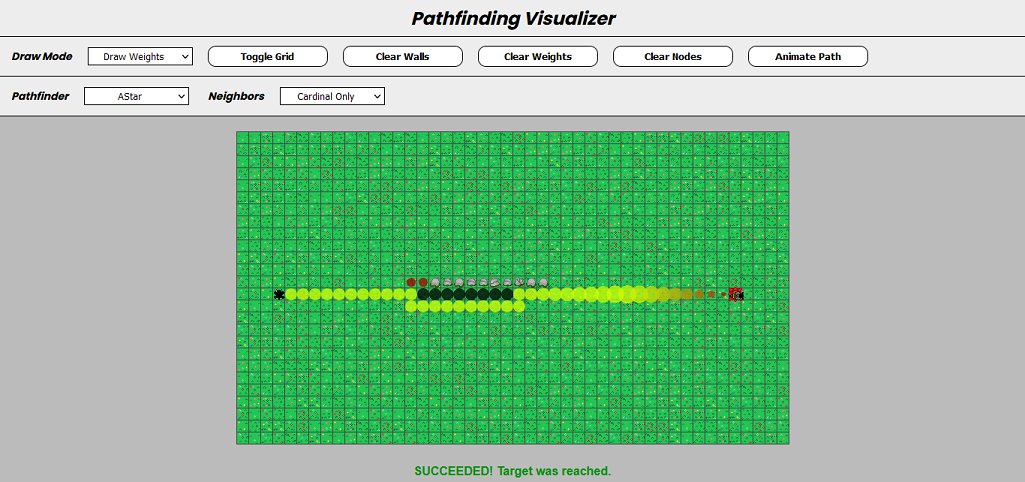 Pathfinding Visualizer
Draw Mode Draw Weights Toggle Grid Clear Walls Clear Weights Clear Nodes Animate Path
Pathfinder AStar Neighbors Cardinal Only
SUCCEEDED! Target was reached.